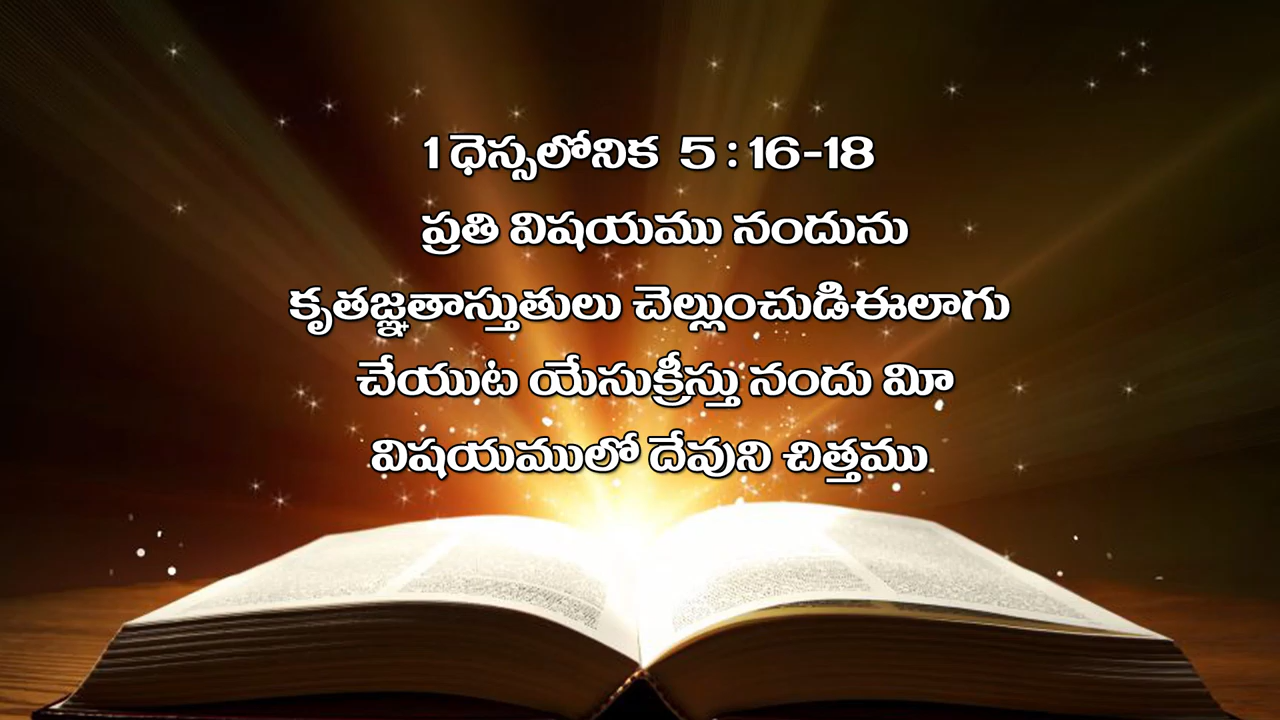 1 ధెస్సలోనిక 5 : 16-18
ప్రతి విషయము నందును
కృతజ్ఞతాస్తుతులు చెల్లుంచుడిఈలాగు
చేయుట యేసుక్రీస్తు నందు మీ
విషయములో దేవుని చిత్తము